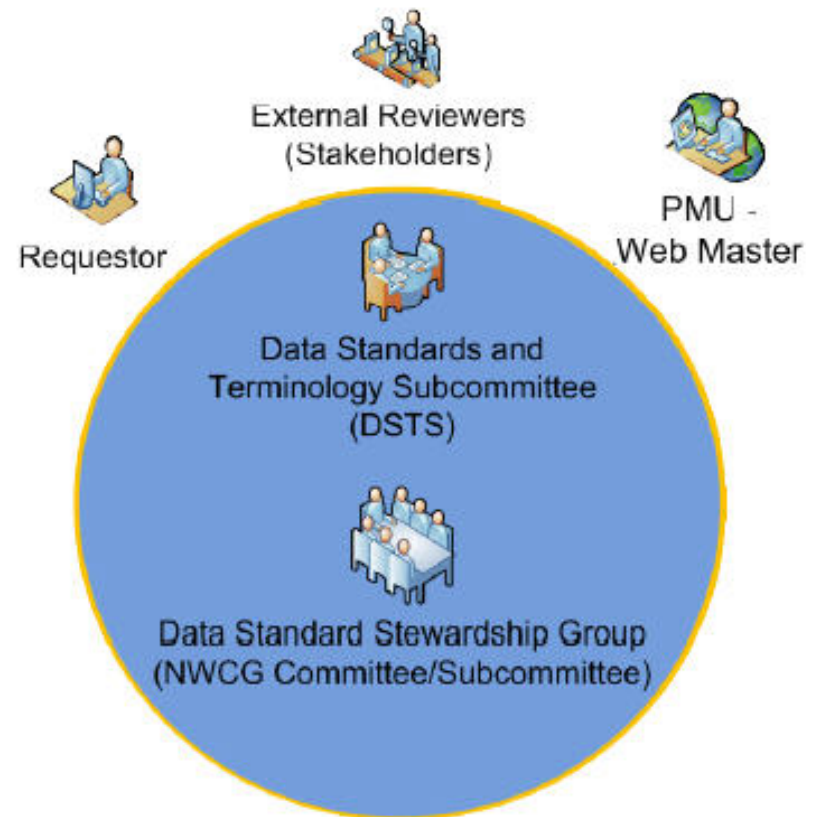 External Reviewers
(Stakeholders)
Requestor
PMU -
Web Master
Data Standards and
Terminology Subcommittee
(DSTS)
Data Standard Stewardship Group
(NWCG Committee/Subcommittee)